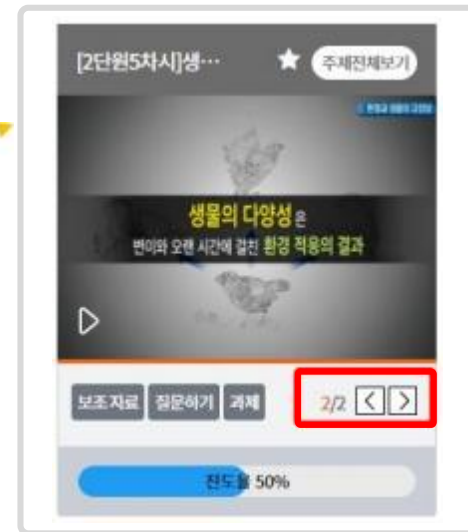 [2단원5차시]생…
★ 주제전체보기
생물의 다양성은
변이와 오랜 시간에 걸친 환경 적응의 결과
보조자료 질문하기 과제 2/2 < >
진도율 50%